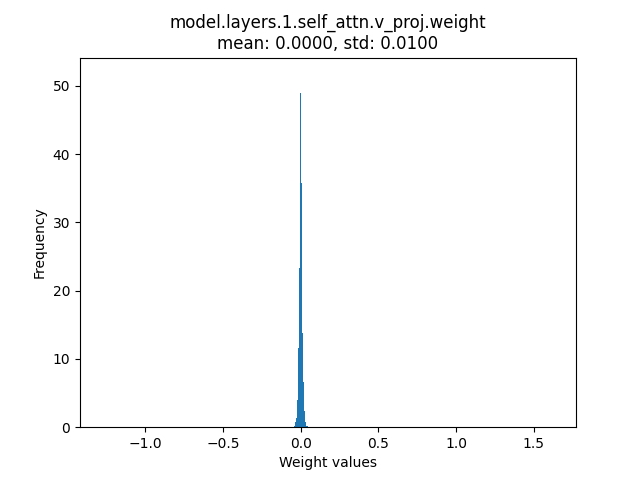 model.layers.1.self_attn.v_proj.weight
mean: 0.0000, std: 0.0100
50
40
30
20
10
0
Frequency
−1.0 −0.5 0.0 0.5 1.0 1.5
Weight values